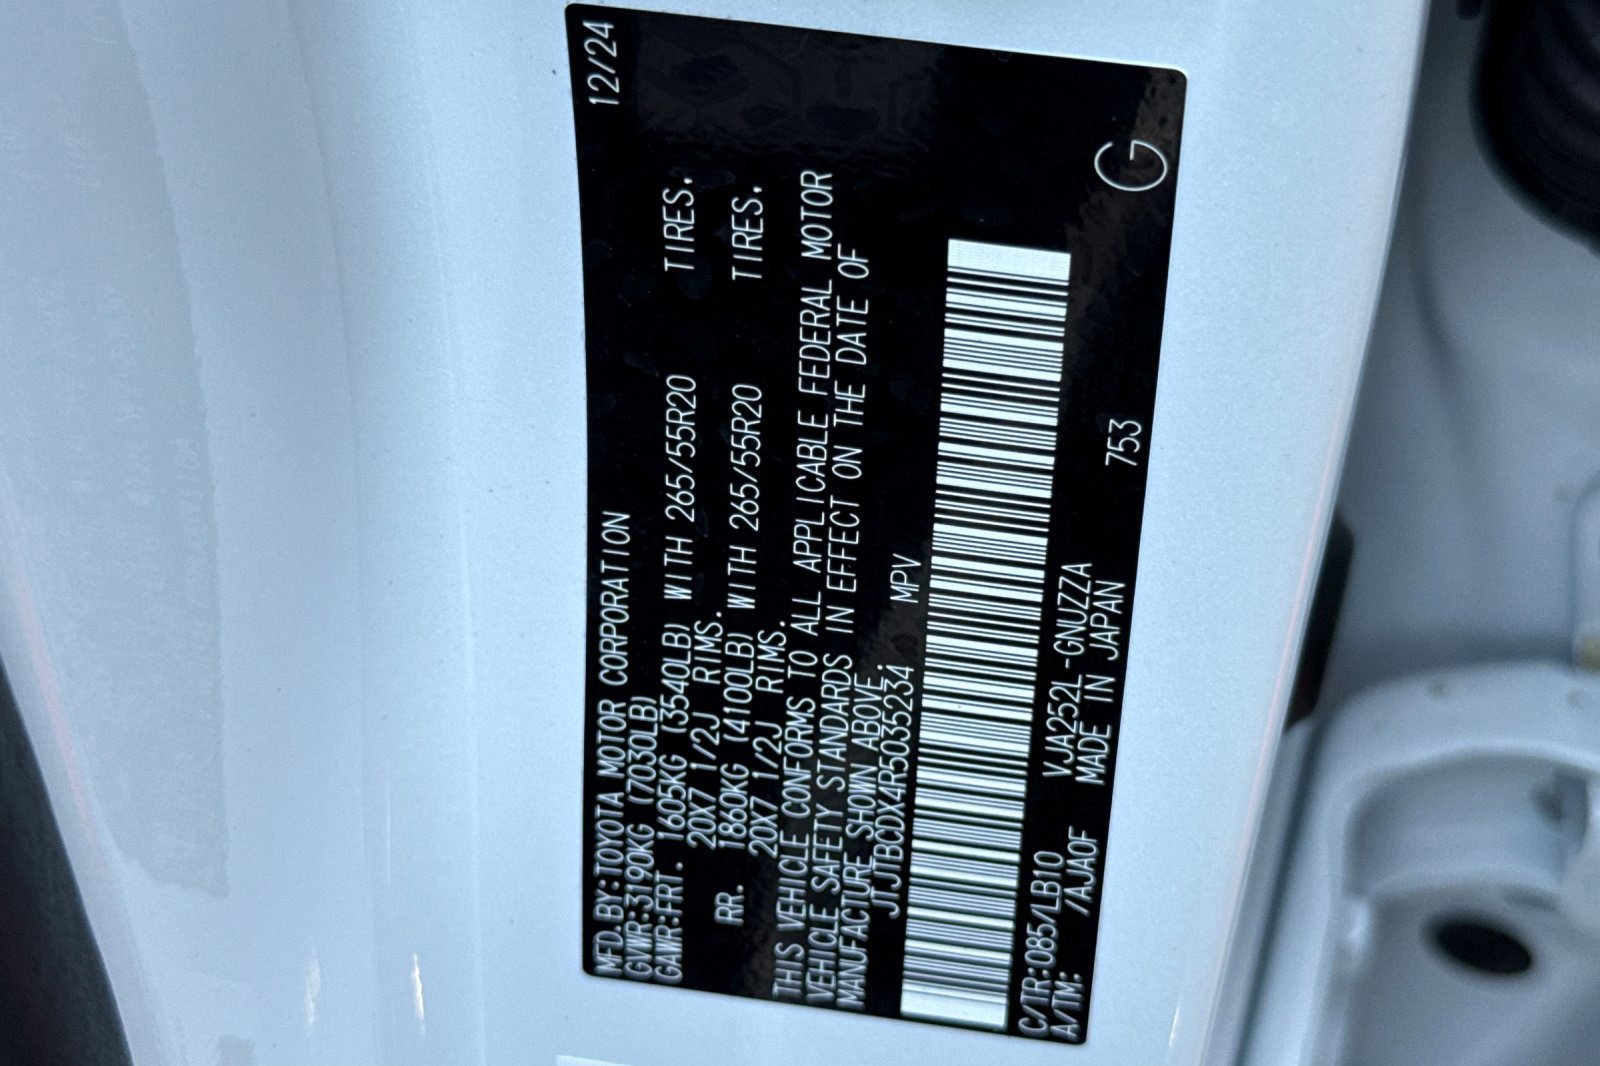 MFD.BY:TOYOTA MOTOR CORPORATION 12/24
GVWR:3190KG (7030LB)
GAWR:FRT. 1605KG (3540LB) WITH 265/55R20 TIRES.
20X7 1/2J RIMS.
RR. 1860KG (4100LB) WITH 265/55R20 TIRES.
20X7 1/2J RIMS.
THIS VEHICLE CONFORMS TO ALL APPLICABLE FEDERAL MOTOR
VEHICLE SAFETY STANDARDS IN EFFECT ON THE DATE OF
MANUFACTURE SHOWN ABOVE.
JTJTBCDX4R5035234 MPV
C/TR:085/LB10 VJA252L-GNUZZA
A/TM: /AJA0F MADE IN JAPAN 753
G